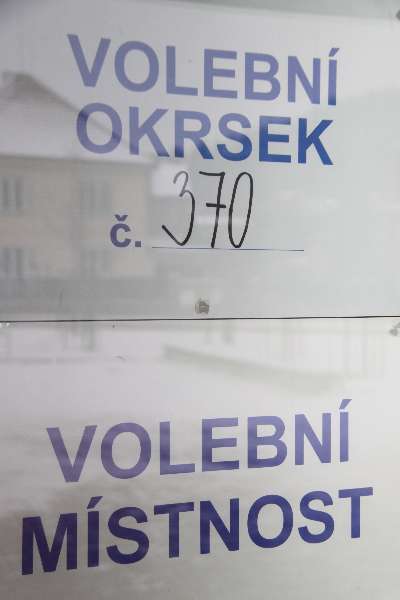 VOLEBNÍ
OKRSEK
č. 370
VOLEBNÍ
MÍSTNOST